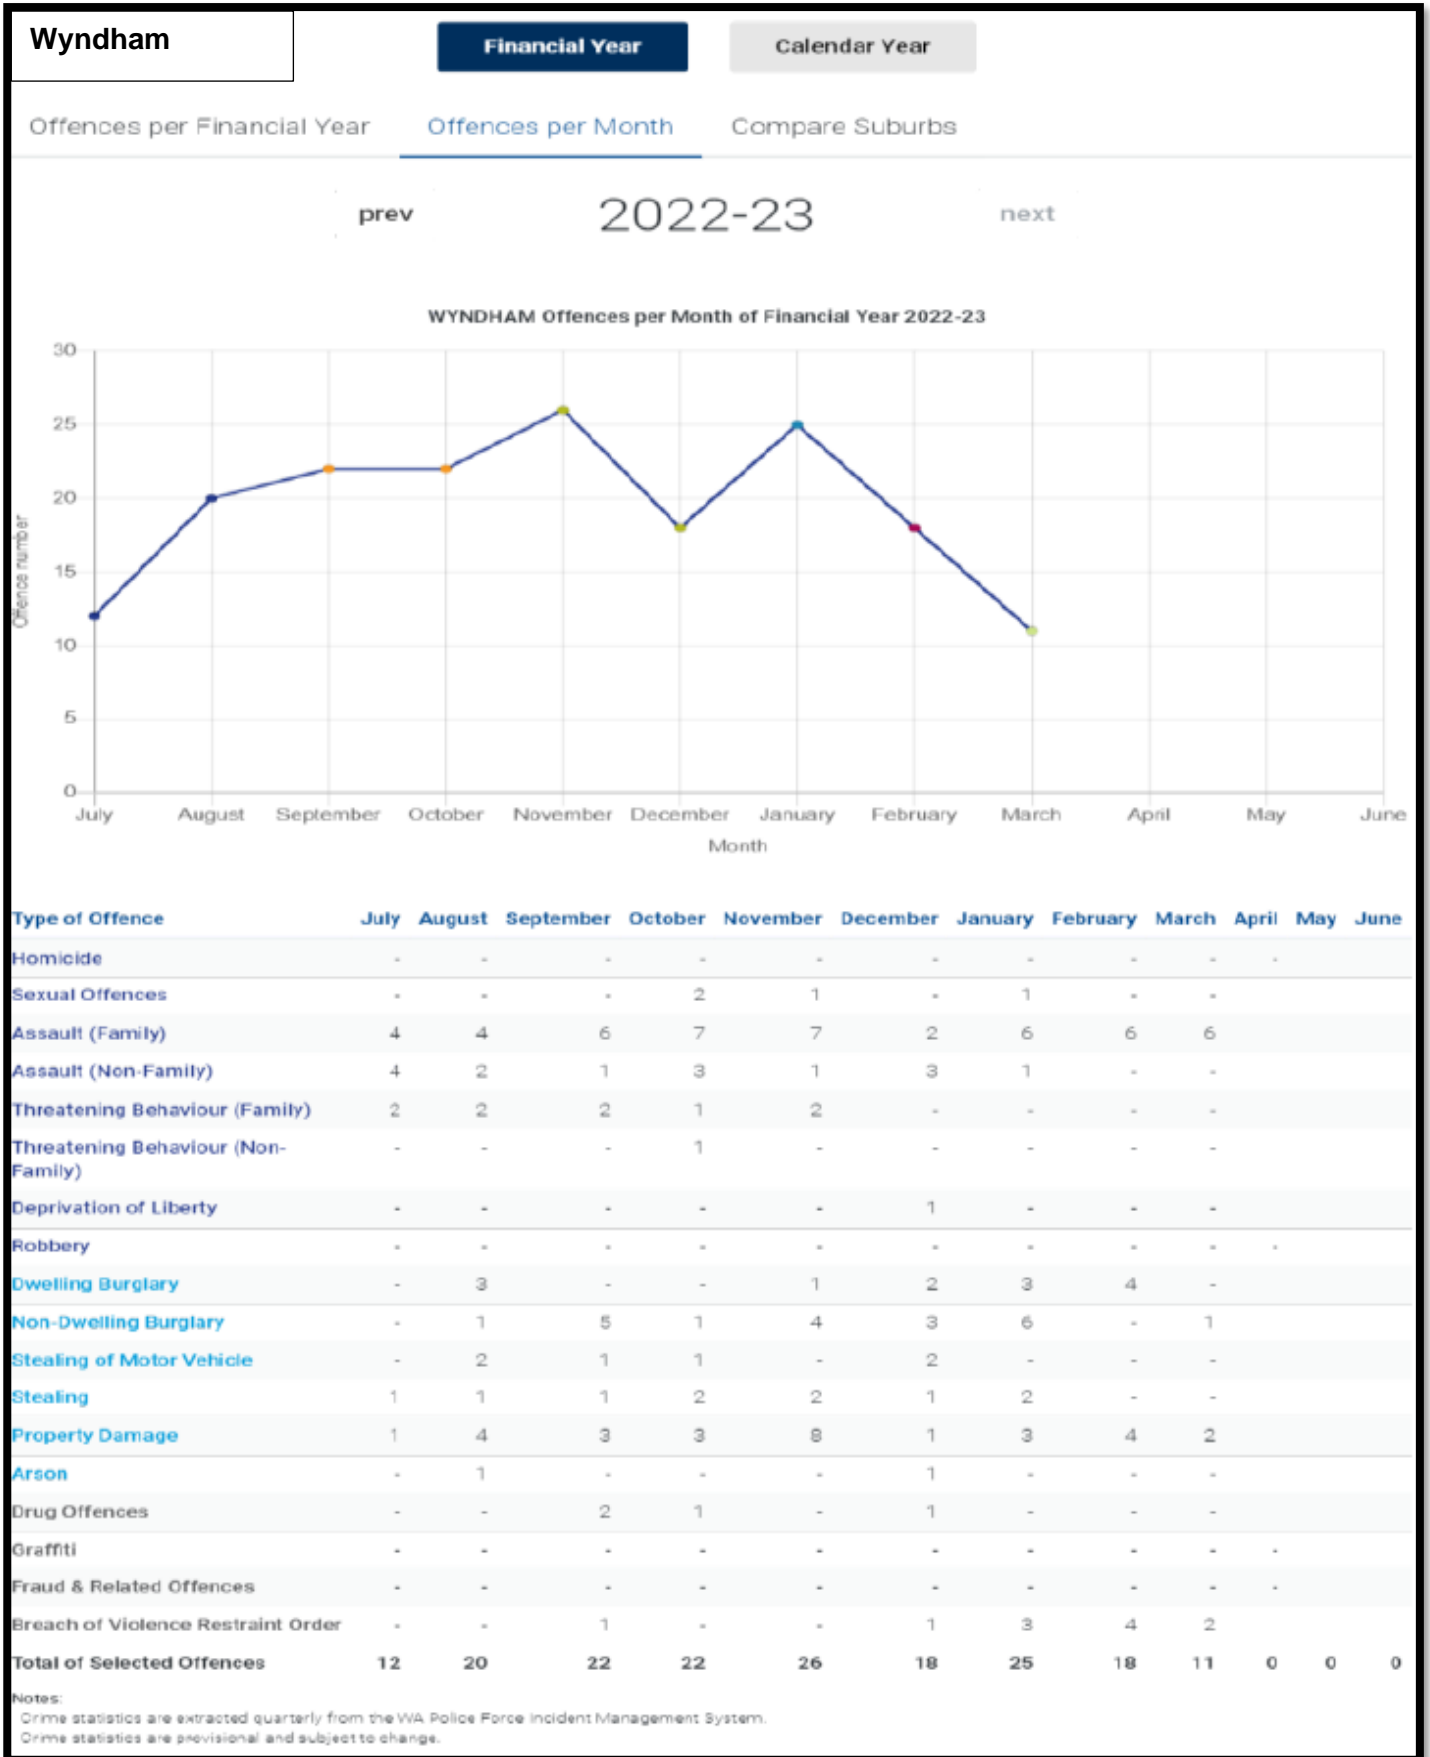 Wyndham
Financial Year Calendar Year
Offences per Financial Year Offences per Month Compare Suburbs
prev 2022-23 next
WYNDHAM Offences per Month of Financial Year 2022-23
30
25
20
15
10
5
0
Offence number
July August September October November December January February March April May June
Month
Type of Offence July August September October November December January February March April May June
Homicide - - - - - - - - - -
Sexual Offences - - - 2 1 - 1 - -
Assault (Family) 4 4 6 7 7 2 6 6 6
Assault (Non-Family) 4 2 1 3 1 3 1 - -
Threatening Behaviour (Family) 2 2 2 1 2 - - - -
Threatening Behaviour (Non- - - - 1 - - - - -
Family)
Deprivation of Liberty - - - - - 1 - - -
Robbery - - - - - - - - - -
Dwelling Burglary - 3 - - 1 2 3 4 -
Non-Dwelling Burglary - 1 5 1 4 3 6 - 1
Stealing of Motor Vehicle - 2 1 1 - 2 - - -
Stealing 1 1 1 2 2 1 2 - -
Property Damage 1 4 3 3 8 1 3 4 2
Arson - 1 - - - 1 - - -
Drug Offences - - 2 1 - 1 - - -
Graffiti - - - - - - - - - -
Fraud & Related Offences - - - - - - - - - -
Breach of Violence Restraint Order - - 1 - - 1 3 4 2
Total of Selected Offences 12 20 22 22 26 18 25 18 11 0 0 0
Notes:
Crime statistics are extracted quarterly from the WA Police Force Incident Management System.
Crime statistics are provisional and subject to change.